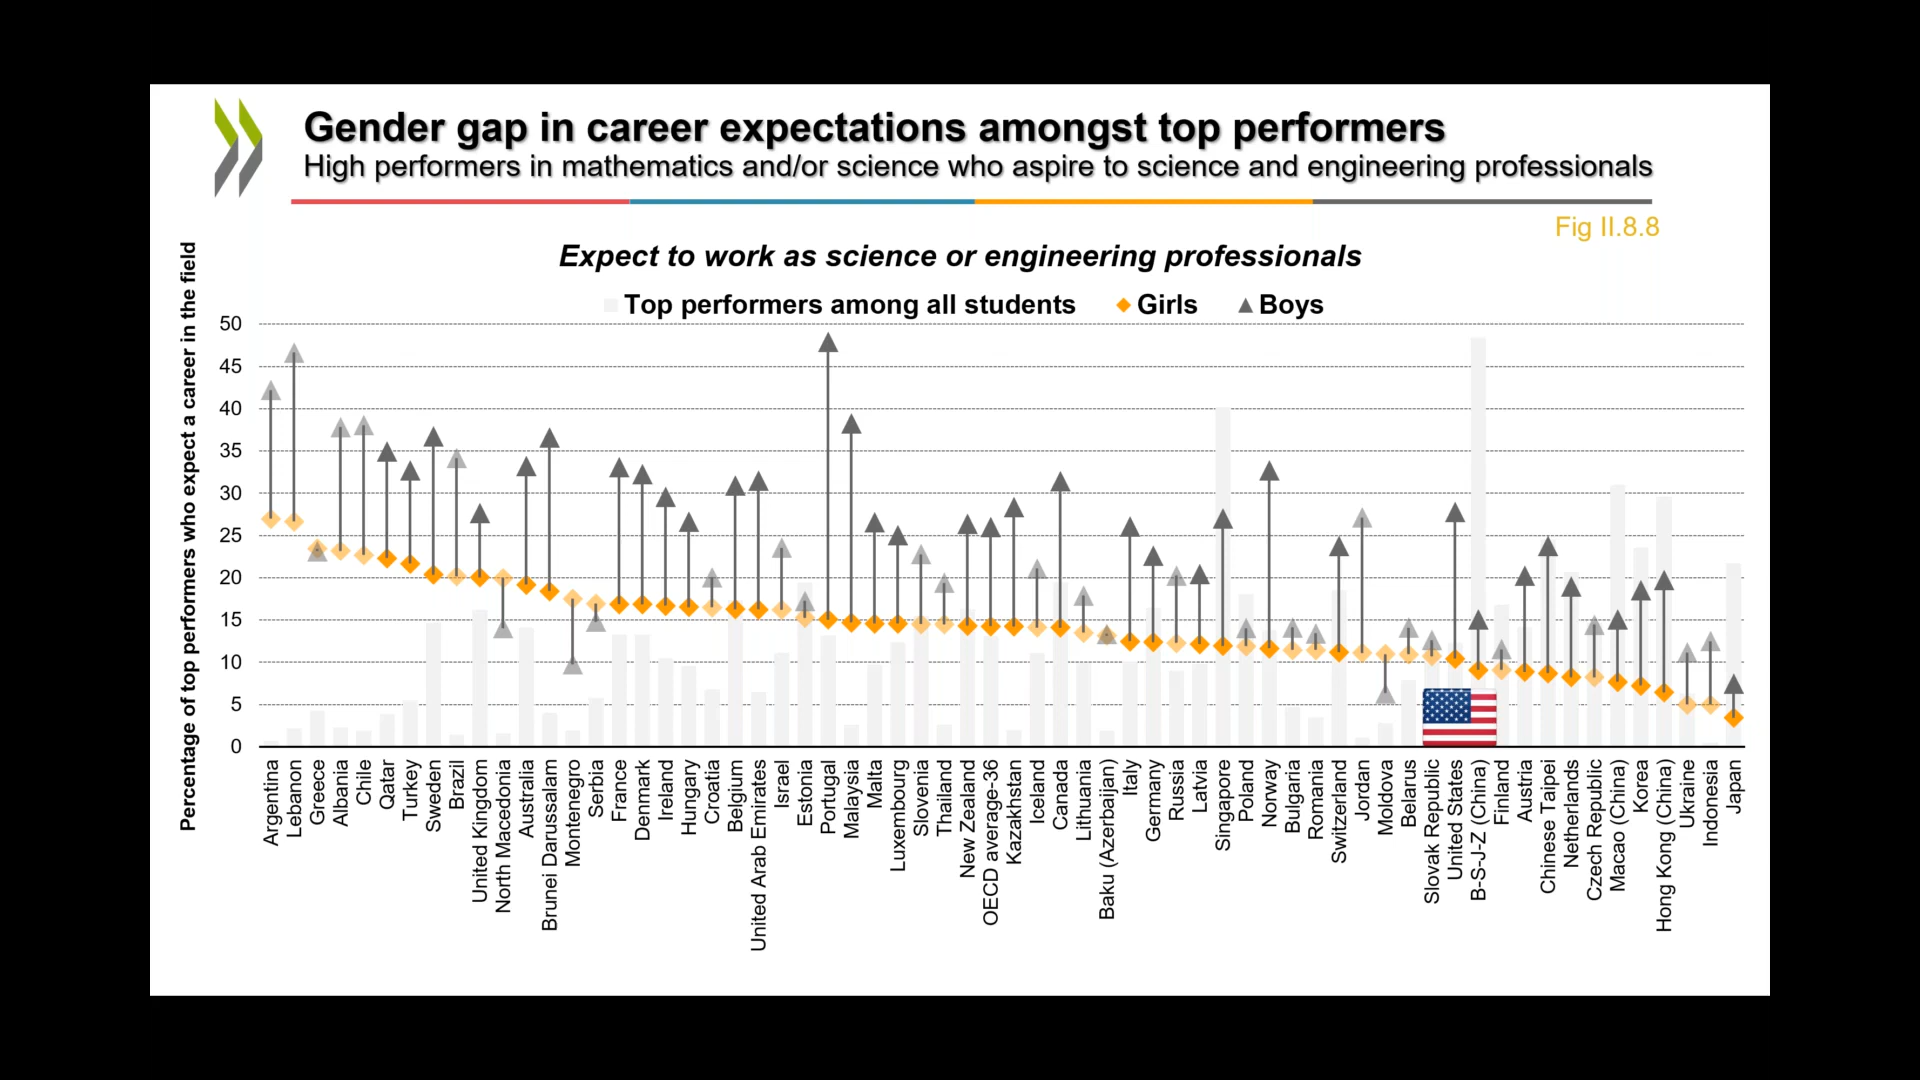 Gender gap in career expectations amongst top performers
High performers in mathematics and/or science who aspire to science and engineering professionals
Fig II.8.8
Expect to work as science or engineering professionals
Top performers among all students
Girls
Boys
Percentage of top performers who expect a career in the field
50
45
40
35
30
25
20
15
10
5
0
Argentina
Lebanon
Greece
Albania
Chile
Qatar
Turkey
Sweden
Brazil
United Kingdom
North Macedonia
Australia
Brunei Darussalam
Montenegro
Serbia
France
Denmark
Ireland
Hungary
Croatia
Belgium
United Arab Emirates
Israel
Estonia
Portugal
Malaysia
Malta
Luxembourg
Slovenia
Thailand
New Zealand
OECD average-36
Kazakhstan
Iceland
Canada
Lithuania
Baku (Azerbaijan)
Italy
Germany
Russia
Latvia
Singapore
Poland
Norway
Bulgaria
Romania
Switzerland
Jordan
Moldova
Belarus
Slovak Republic
United States
B-S-J-Z (China)
Finland
Austria
Chinese Taipei
Netherlands
Czech Republic
Macao (China)
Korea
Hong Kong (China)
Ukraine
Indonesia
Japan